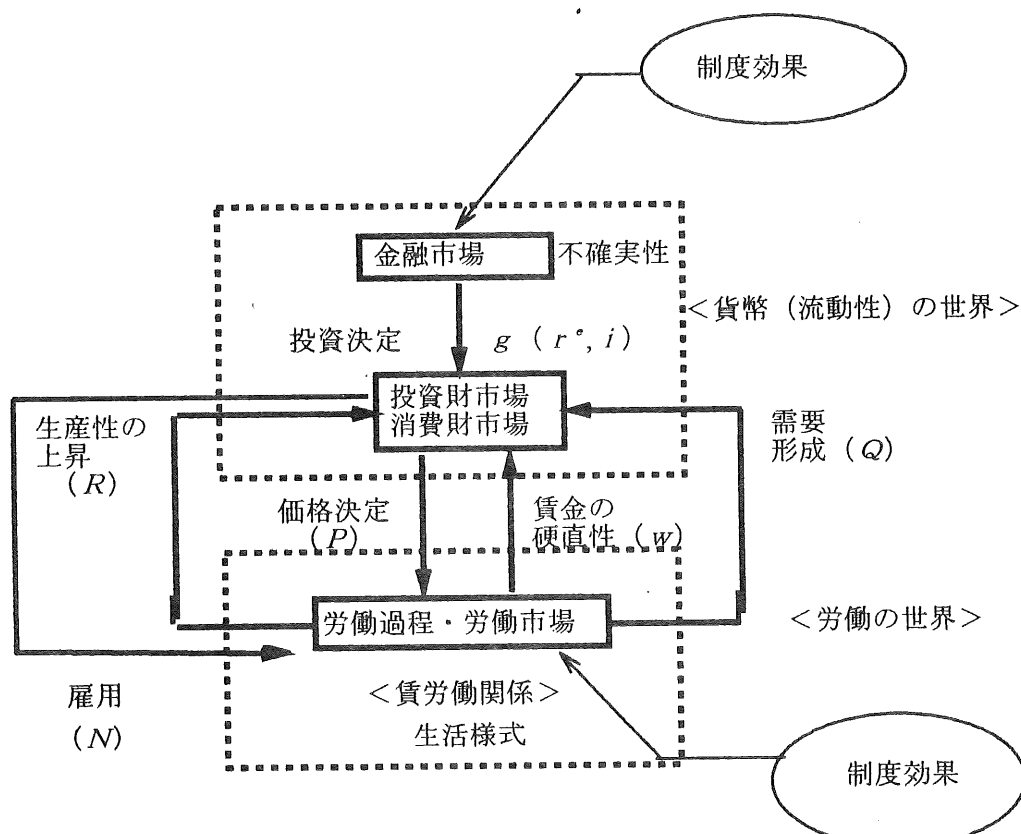 制度効果
金融市場
不確実性
<貨幣(流動性)の世界>
投資決定
g (r^e, i)
投資財市場
消費財市場
生産性の
上昇
(R)
需要
形成(Q)
価格決定
(P)
賃金の
硬直性(w)
労働過程・労働市場
<労働の世界>
雇用
(N)
<賃労働関係>
生活様式
制度効果